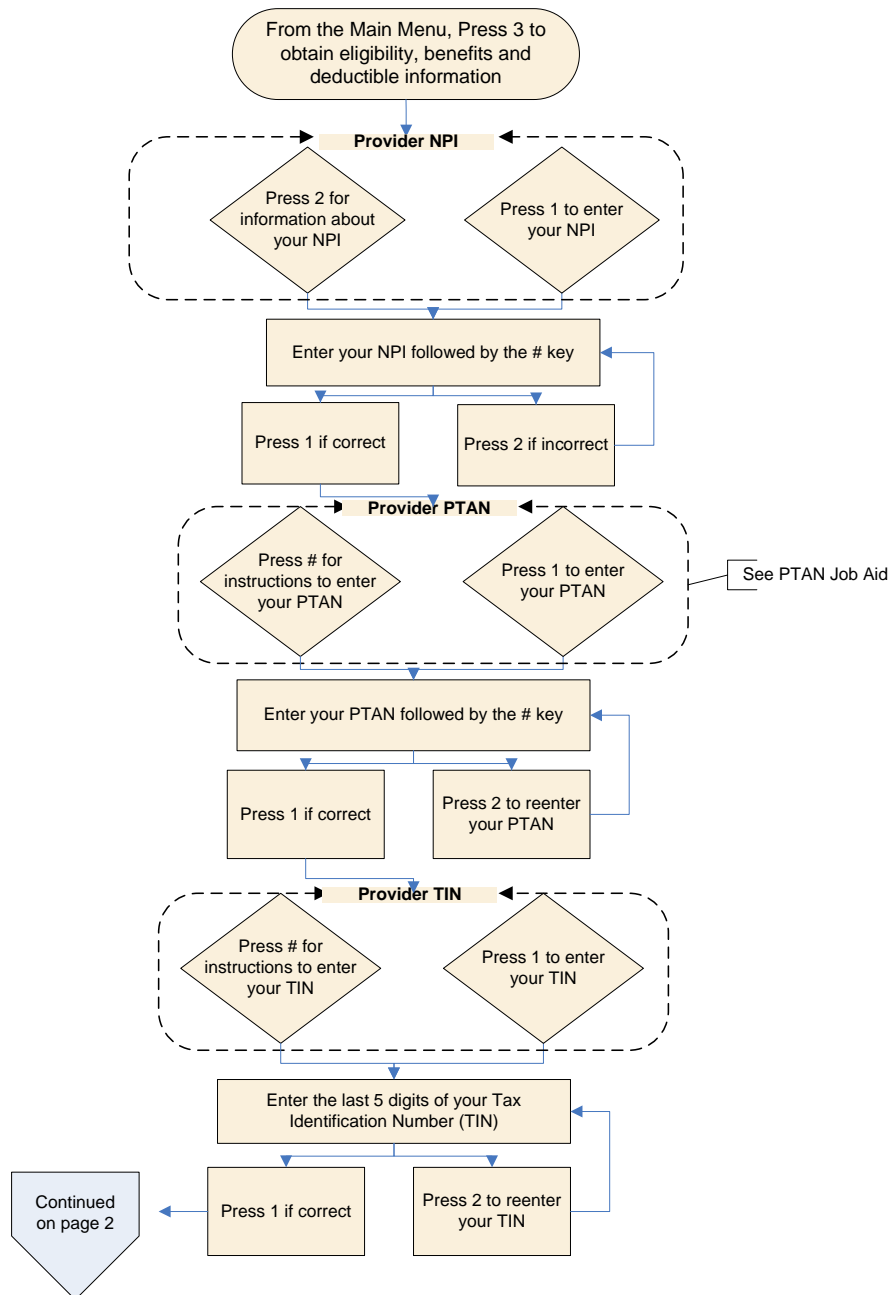 From the Main Menu, Press 3 to
obtain eligibility, benefits and
deductible information
Provider NPI
Press 2 for
information about
your NPI
Press 1 to enter
your NPI
Enter your NPI followed by the # key
Press 1 if correct
Press 2 if incorrect
Provider PTAN
Press # for
instructions to enter
your PTAN
Press 1 to enter
your PTAN
See PTAN Job Aid
Enter your PTAN followed by the # key
Press 1 if correct
Press 2 to reenter
your PTAN
Provider TIN
Press # for
instructions to enter
your TIN
Press 1 to enter
your TIN
Enter the last 5 digits of your Tax
Identification Number (TIN)
Continued
on page 2
Press 1 if correct
Press 2 to reenter
your TIN